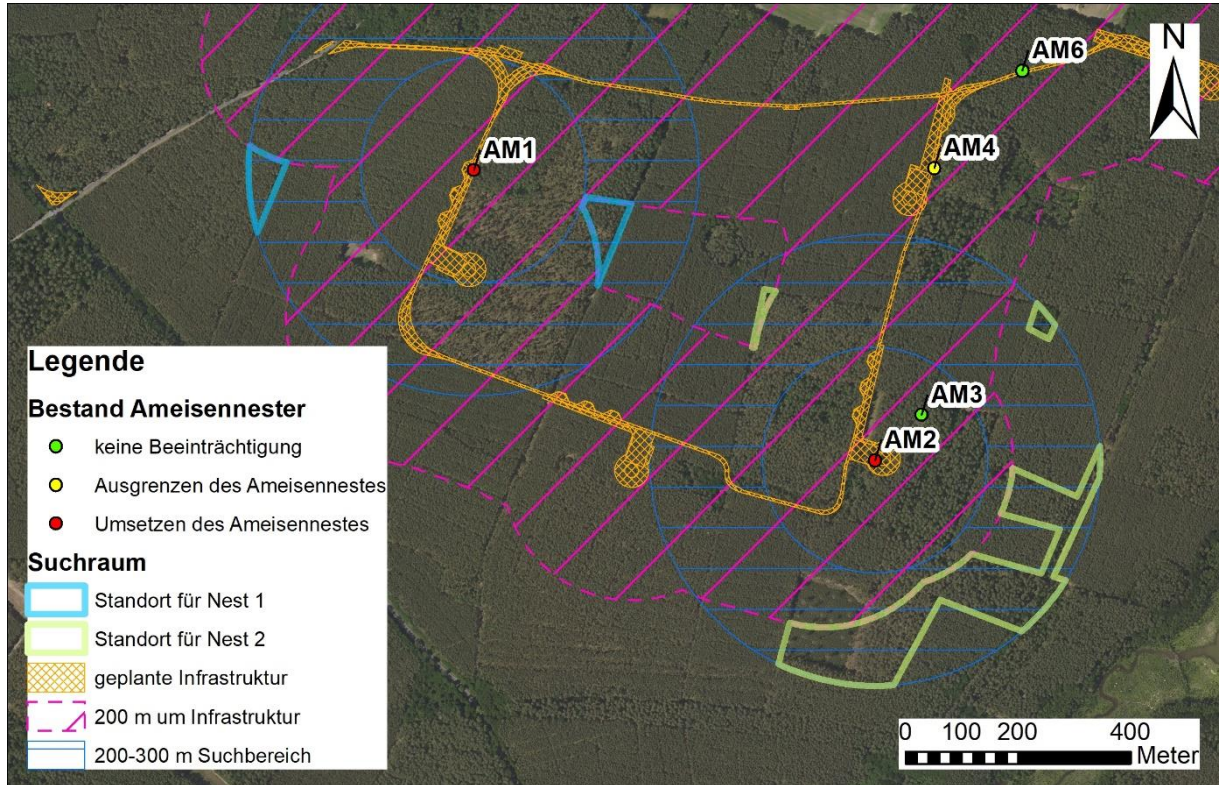 AM6
N
AM1
AM4
AM3
AM2
Legende
Bestand Ameisennester
keine Beeinträchtigung
Ausgrenzen des Ameisennestes
Umsetzen des Ameisennestes
Suchraum
Standort für Nest 1
Standort für Nest 2
geplante Infrastruktur
200 m um Infrastruktur
200-300 m Suchbereich
0 100 200 400
Meter